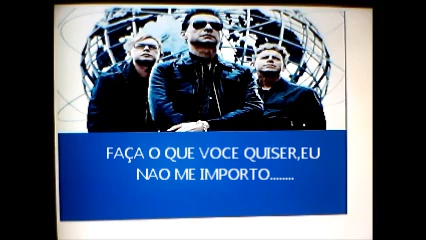 FAÇA O QUE VOCE QUISER,EU
NAO ME IMPORTO........